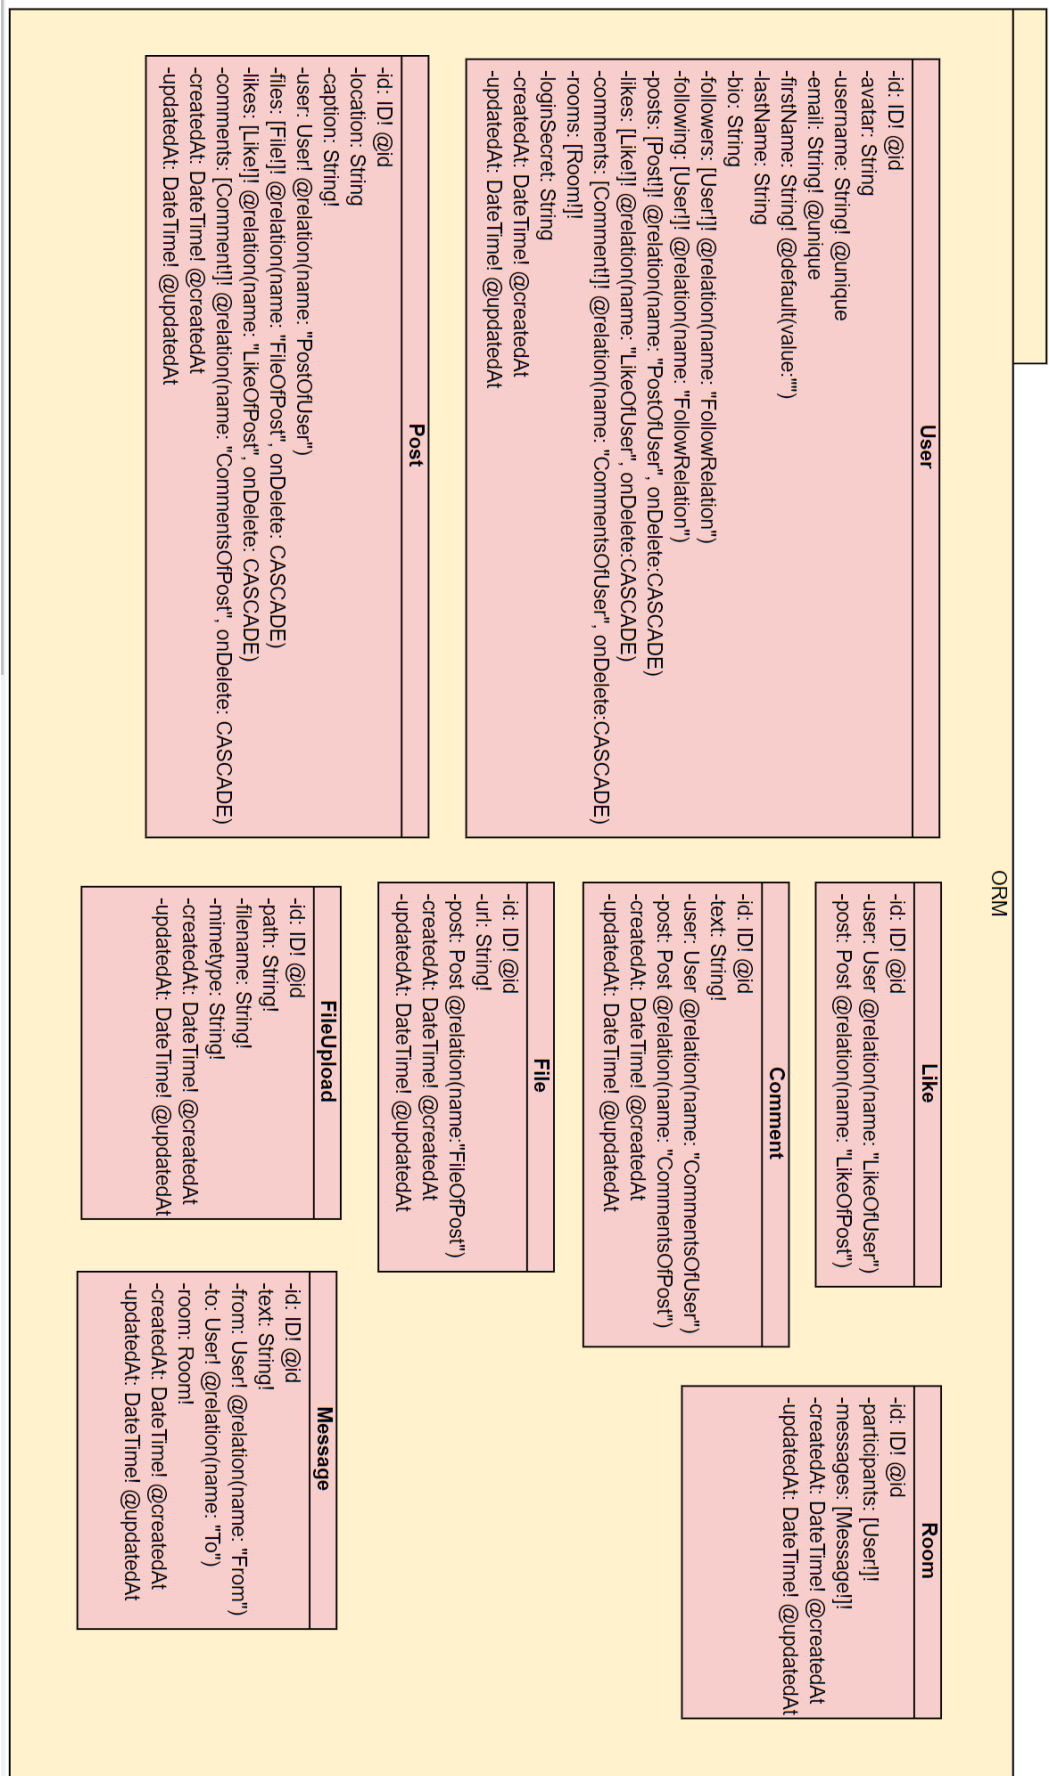 ORM
User
-id: ID! @id
-avatar: String
-username: String! @unique
-email: String! @unique
-firstName: String! @default(value:"")
-lastName: String
-bio: String
-followers: [User!]! @relation(name: "FollowRelation")
-following: [User!]! @relation(name: "FollowRelation")
-posts: [Post!]! @relation(name: "PostOfUser", onDelete:CASCADE)
-likes: [Like!]! @relation(name: "LikeOfUser", onDelete:CASCADE)
-comments: [Comment!]! @relation(name: "CommentsOfUser", onDelete:CASCADE)
-rooms: [Room!]!
-loginSecret: String
-createdAt: DateTime! @createdAt
-updatedAt: DateTime! @updatedAt
Like
-id: ID! @id
-user: User @relation(name: "LikeOfUser")
-post: Post @relation(name: "LikeOfPost")
Room
-id: ID! @id
-participants: [User!]!
-messages: [Message!]!
-createdAt: DateTime! @createdAt
-updatedAt: DateTime! @updatedAt
Comment
-id: ID! @id
-text: String!
-user: User @relation(name: "CommentsOfUser")
-post: Post @relation(name: "CommentsOfPost")
-createdAt: DateTime! @createdAt
-updatedAt: DateTime! @updatedAt
File
-id: ID! @id
-url: String!
-post: Post @relation(name:"FileOfPost")
-createdAt: DateTime! @createdAt
-updatedAt: DateTime! @updatedAt
Post
-id: ID! @id
-location: String
-caption: String!
-user: User! @relation(name: "PostOfUser")
-files: [File!]! @relation(name: "FileOfPost", onDelete: CASCADE)
-likes: [Like!]! @relation(name: "LikeOfPost", onDelete: CASCADE)
-comments: [Comment!]! @relation(name: "CommentsOfPost", onDelete: CASCADE)
-createdAt: DateTime! @createdAt
-updatedAt: DateTime! @updatedAt
FileUpload
-id: ID! @id
-path: String!
-filename: String!
-mimetype: String!
-createdAt: DateTime! @createdAt
-updatedAt: DateTime! @updatedAt
Message
-id: ID! @id
-text: String!
-from: User! @relation(name: "From")
-to: User! @relation(name: "To")
-room: Room!
-createdAt: DateTime! @createdAt
-updatedAt: DateTime! @updatedAt